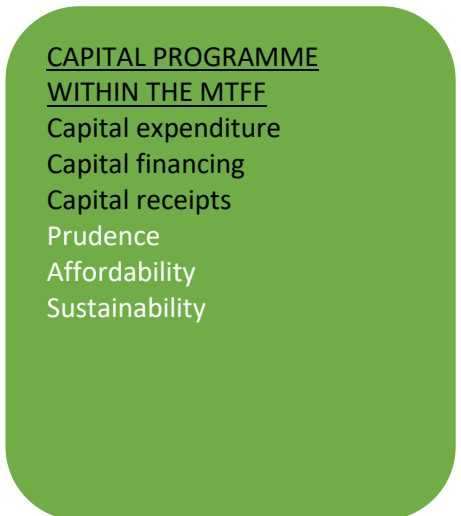 CAPITAL PROGRAMME
WITHIN THE MTFF
Capital expenditure
Capital financing
Capital receipts
Prudence
Affordability
Sustainability